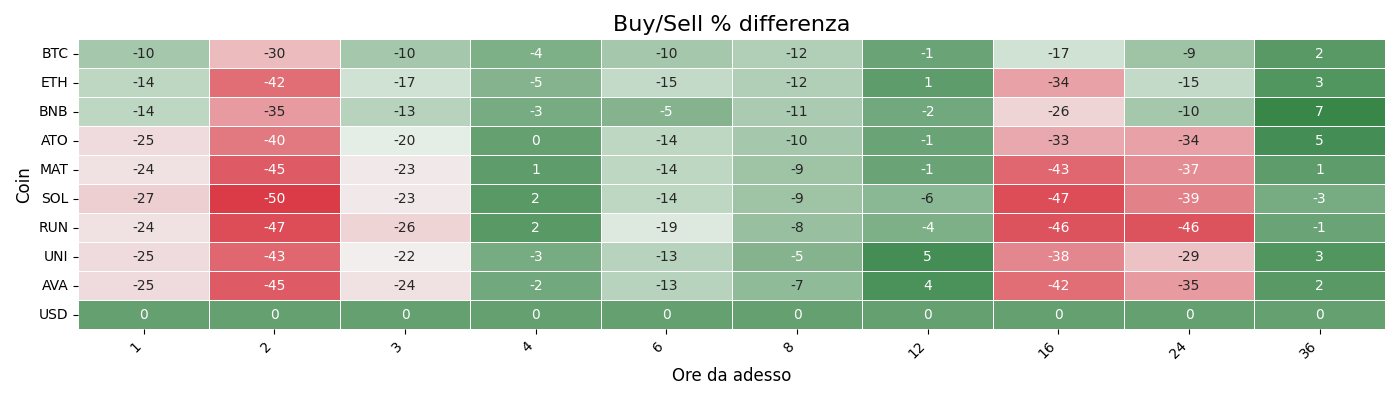 Buy/Sell % differenza
Coin
BTC -10 -30 -10 -4 -10 -12 -1 -17 -9 2
ETH -14 -42 -17 -5 -15 -12 1 -34 -15 3
BNB -14 -35 -13 -3 -5 -11 -2 -26 -10 7
ATO -25 -40 -20 0 -14 -10 -1 -33 -34 5
MAT -24 -45 -23 1 -14 -9 -1 -43 -37 1
SOL -27 -50 -23 2 -14 -9 -6 -47 -39 -3
RUN -24 -47 -26 2 -19 -8 -4 -46 -46 -1
UNI -25 -43 -22 -3 -13 -5 5 -38 -29 3
AVA -25 -45 -24 -2 -13 -7 4 -42 -35 2
USD 0 0 0 0 0 0 0 0 0 0
1 2 3 4 6 8 12 16 24 36
Ore da adesso